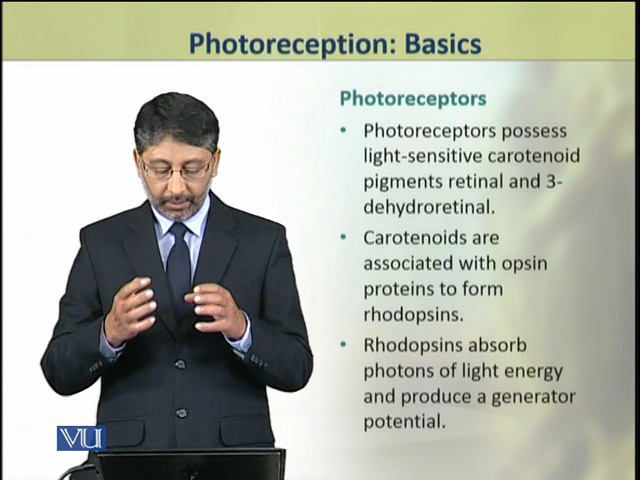 Photoreception: Basics
Photoreceptors
• Photoreceptors possess
light-sensitive carotenoid
pigments retinal and 3-
dehydroretinal.
• Carotenoids are
associated with opsin
proteins to form
rhodopsins.
• Rhodopsins absorb
photons of light energy
and produce a generator
potential.
VU